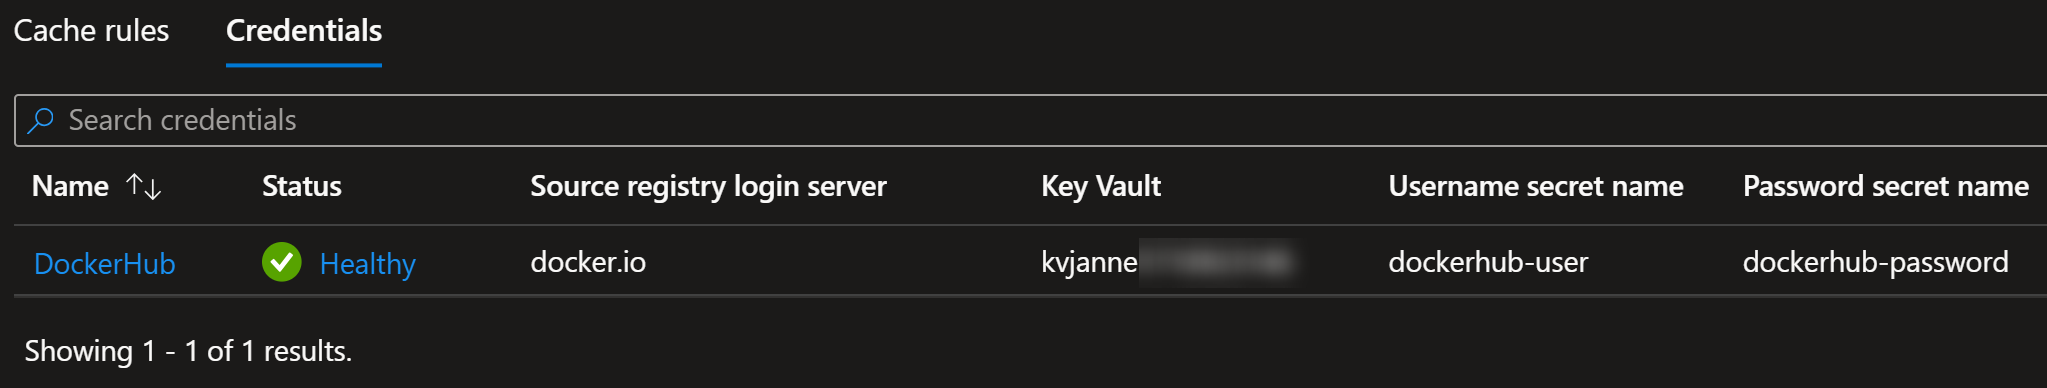 Cache rules Credentials
Search credentials
Name ↑↓ Status Source registry login server Key Vault Username secret name Password secret name
DockerHub Healthy docker.io kvjanne dockerhub-user dockerhub-password
Showing 1 - 1 of 1 results.